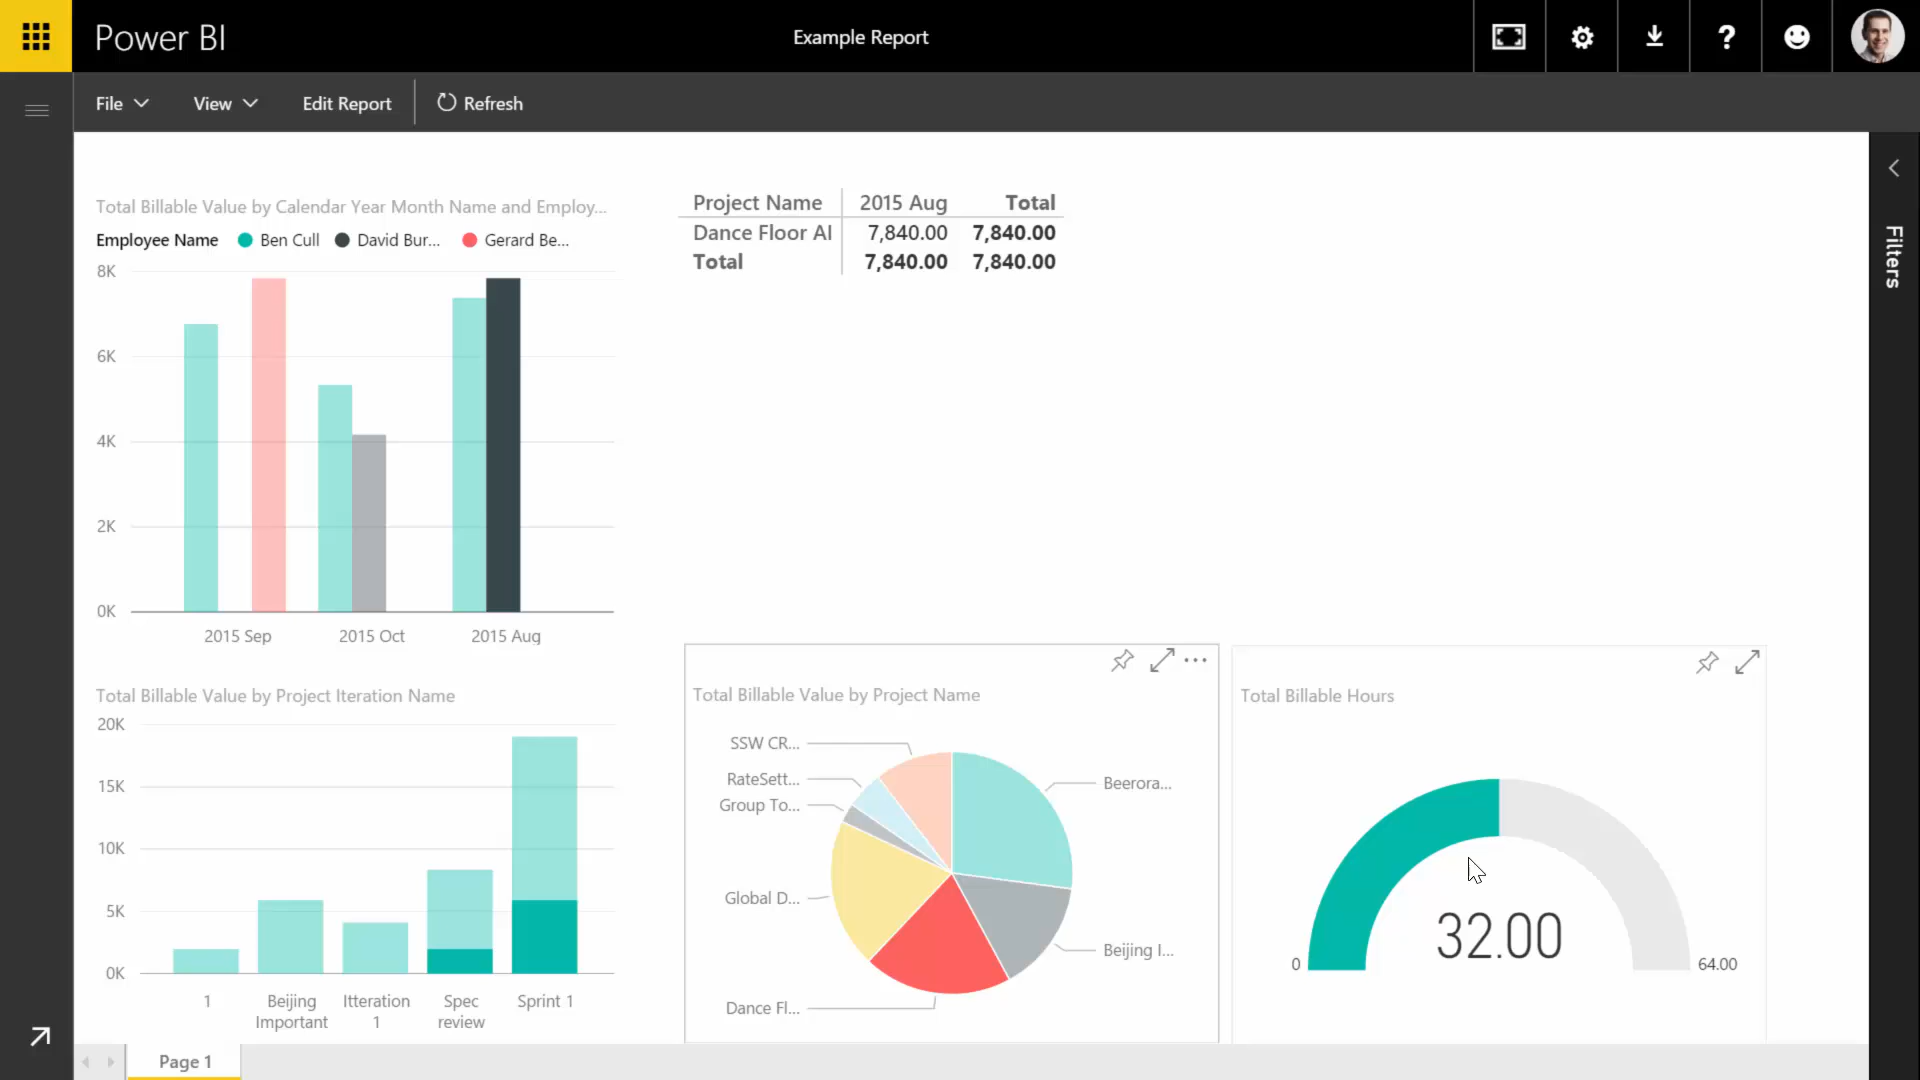 Power BI
Example Report
?
File
View
Edit Report
Refresh
Filters
Total Billable Value by Calendar Year Month Name and Employ...
Employee Name Ben Cull David Bur... Gerard Be...
8K
6K
4K
2K
0K
2015 Sep 2015 Oct 2015 Aug
Project Name 2015 Aug Total
Dance Floor AI 7,840.00 7,840.00
Total 7,840.00 7,840.00
Total Billable Value by Project Iteration Name
20K
15K
10K
5K
0K
1 Beijing Itteration Spec Sprint 1
Important 1 review
Total Billable Value by Project Name
SSW CR...
RateSett...
Group To...
Global D...
Dance Fl...
Beerora...
Beijing I...
Total Billable Hours
32.00
0 64.00
Page 1